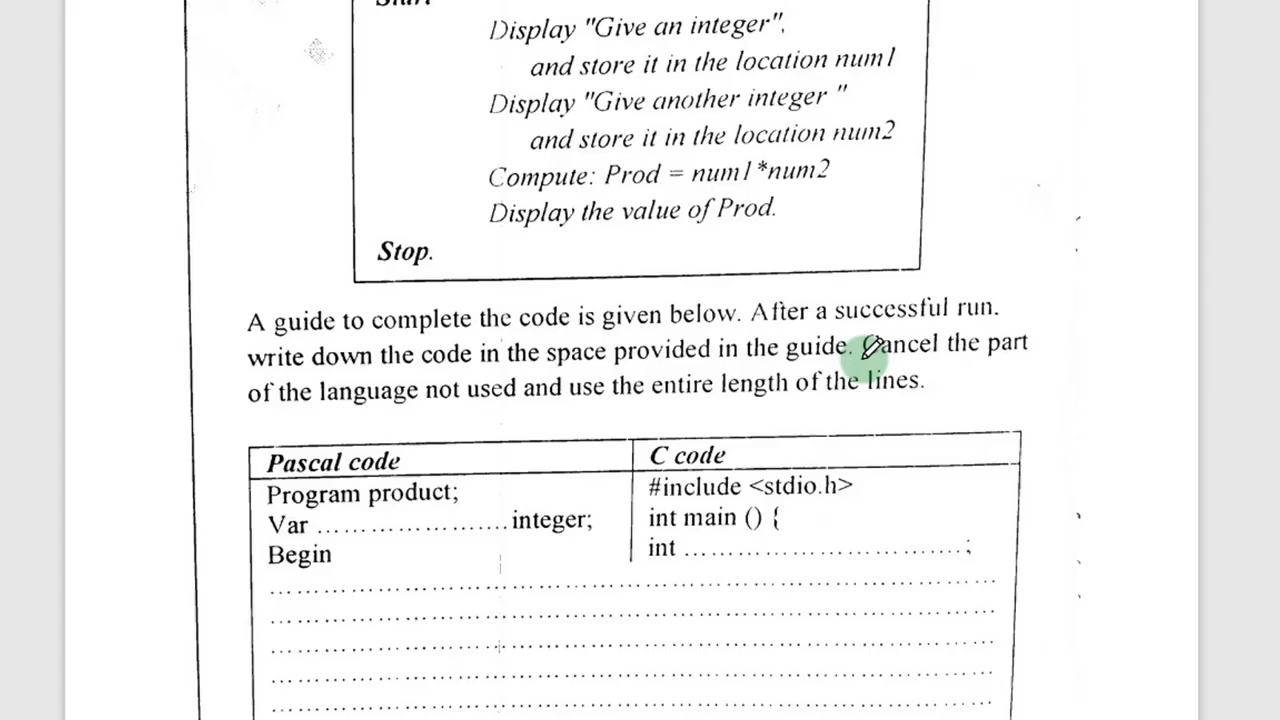 Start
Display "Give an integer",
and store it in the location num1
Display "Give another integer "
and store it in the location num2
Compute: Prod = num1*num2
Display the value of Prod.
Stop.
A guide to complete the code is given below. After a successful run.
write down the code in the space provided in the guide. Cancel the part
of the language not used and use the entire length of the lines.
Pascal code
Program product;
Var ...................... integer;
Begin
C code
#include <stdio.h>
int main () {
int ................................ ;